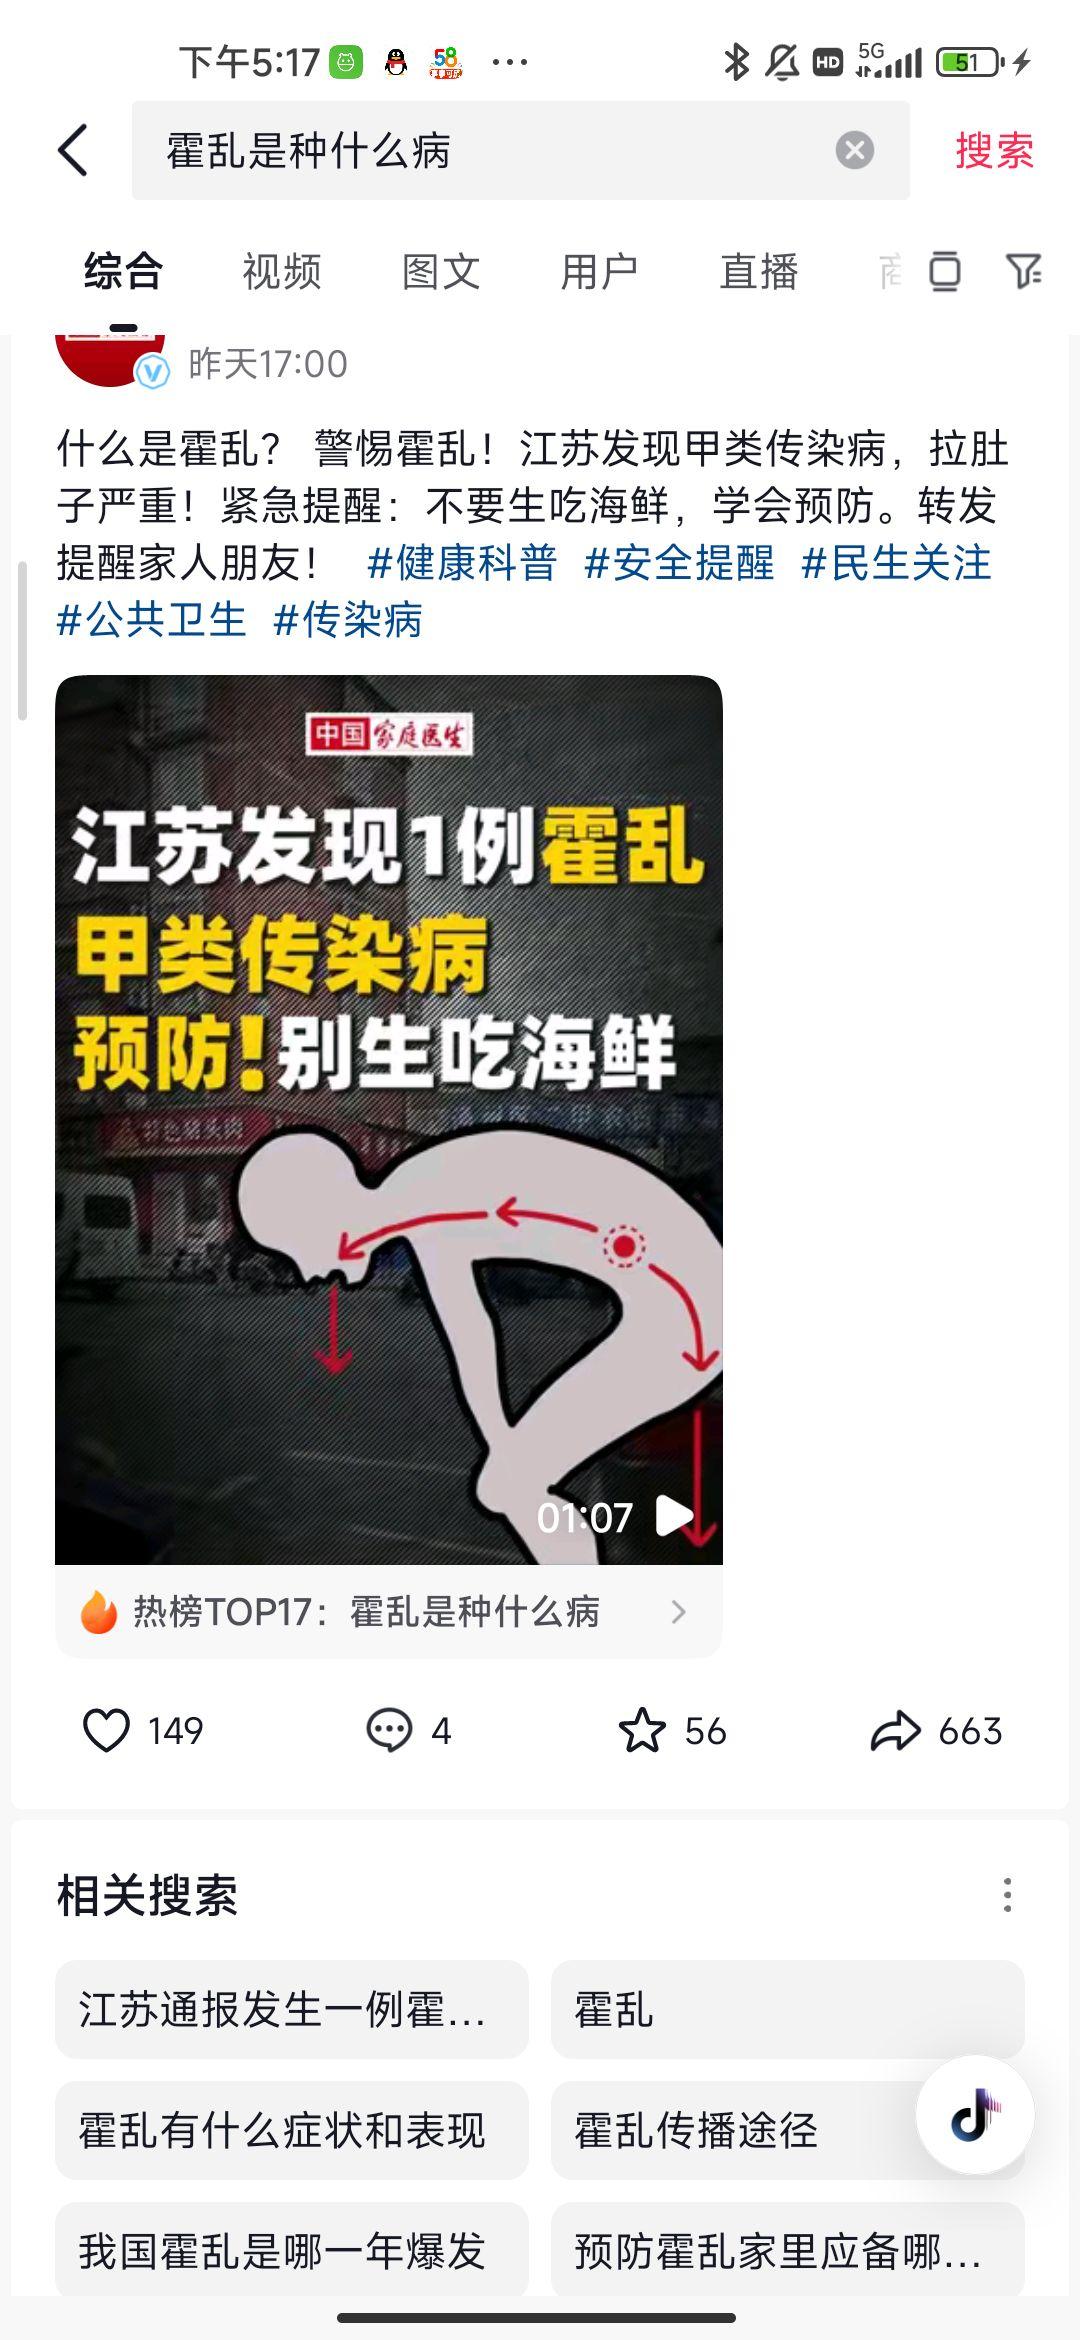 下午5:17
58
HD
5G
51
霍乱是种什么病
搜索
综合
视频
图文
用户
直播
昨天17:00
什么是霍乱？ 警惕霍乱！江苏发现甲类传染病，拉肚
子严重！紧急提醒：不要生吃海鲜，学会预防。转发
提醒家人朋友！ #健康科普 #安全提醒 #民生关注
#公共卫生 #传染病
中国家庭医生
江苏发现1例霍乱
甲类传染病
预防！别生吃海鲜
01:07
热榜TOP17：霍乱是种什么病
149
4
56
663
相关搜索
江苏通报发生一例霍...
霍乱
霍乱有什么症状和表现
霍乱传播途径
我国霍乱是哪一年爆发
预防霍乱家里应备哪...